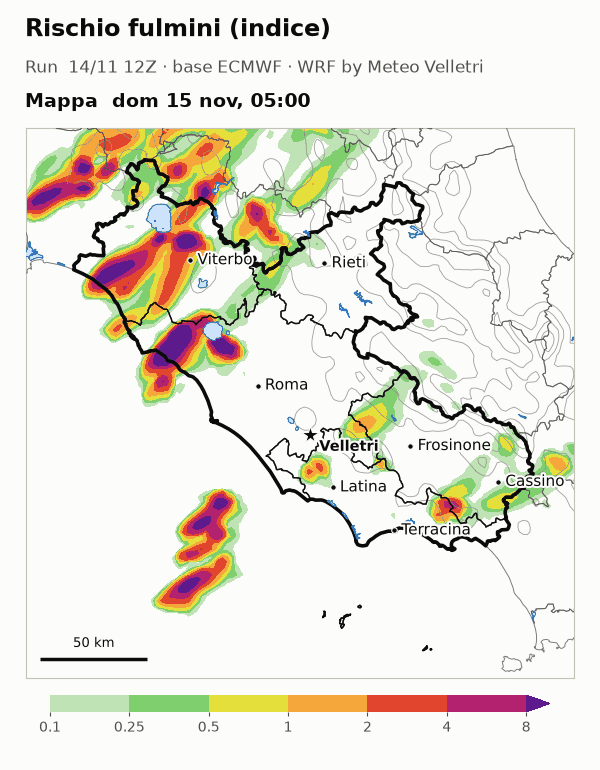 Rischio fulmini (indice)
Run 14/11 12Z · base ECMWF · WRF by Meteo Velletri
Mappa dom 15 nov, 05:00
Viterbo
Rieti
Roma
Velletri
Frosinone
Latina
Cassino
Terracina
50 km
0.1 0.25 0.5 1 2 4 8